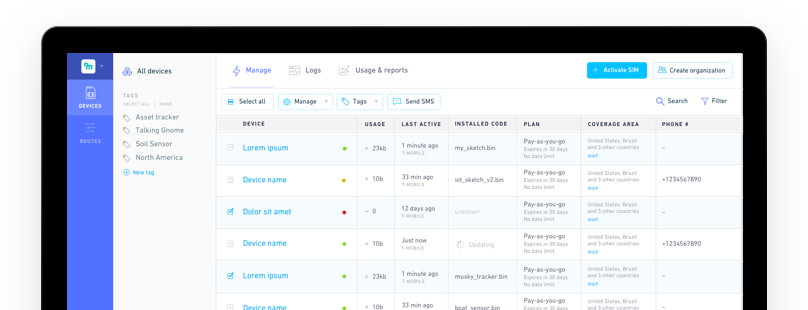 All devices
Manage
Logs
Usage & reports
+ Activate SIM
Create organization
DEVICES
ROUTES
TAGS
SELECT ALL | NONE
Asset tracker
Talking Gnome
Soil Sensor
North America
New tag
Select all
Manage
Tags
Send SMS
Search
Filter
DEVICE USAGE LAST ACTIVE INSTALLED CODE PLAN COVERAGE AREA PHONE #
Lorem ipsum
23kb
1 minute ago
T-MOBILE
my_sketch.bin
Pay-as-you-go
Expires in 30 days
No data limit
United States, Brazil
and 3 other countries
MAP
-
Device name
10b
33 min ago
T-MOBILE
iot_sketch_v2.bin
Pay-as-you-go
Expires in 30 days
No data limit
United States, Brazil
and 3 other countries
MAP
+1234567890
Dolor sit amet
0
12 days ago
T-MOBILE
unknown
Pay-as-you-go
Expires in 30 days
No data limit
United States, Brazil
and 3 other countries
MAP
-
Device name
10b
Just now
T-MOBILE
Updating
Pay-as-you-go
Expires in 30 days
No data limit
United States, Brazil
and 3 other countries
MAP
+1234567890
Lorem ipsum
23kb
1 minute ago
T-MOBILE
musky_tracker.bin
Pay-as-you-go
Expires in 30 days
No data limit
United States, Brazil
and 3 other countries
MAP
-
Device name
10b
33 min ago
boat_sensor.bin
Pay-as-you-go
Expires in 30 days
United States, Brazil
and 3 other countries
+1234567890